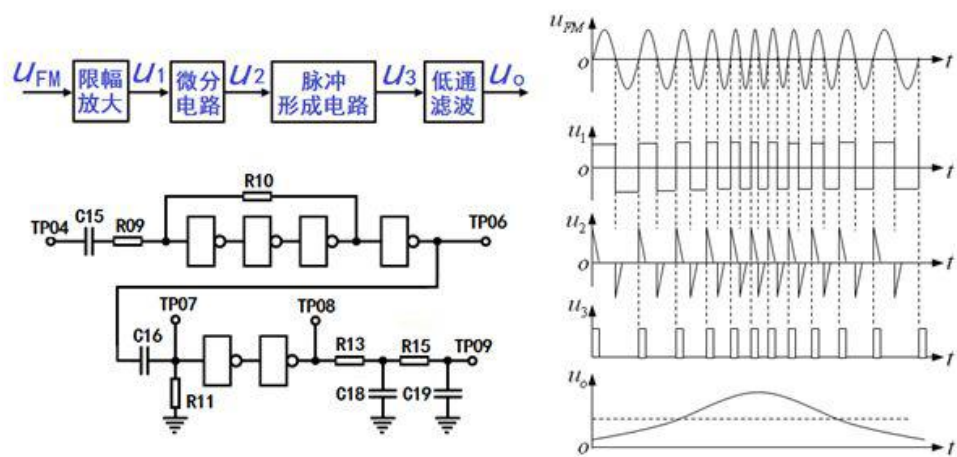 uFM 限幅放大 u1 微分电路 u2 脉冲形成电路 u3 低通滤波 uo
R10
TP04 C15 R09 TP06
TP07 TP08
C16 R13 R15 TP09
R11 C18 C19
uFM
o t
u1
o t
u2
o t
u3
t
uo
o t